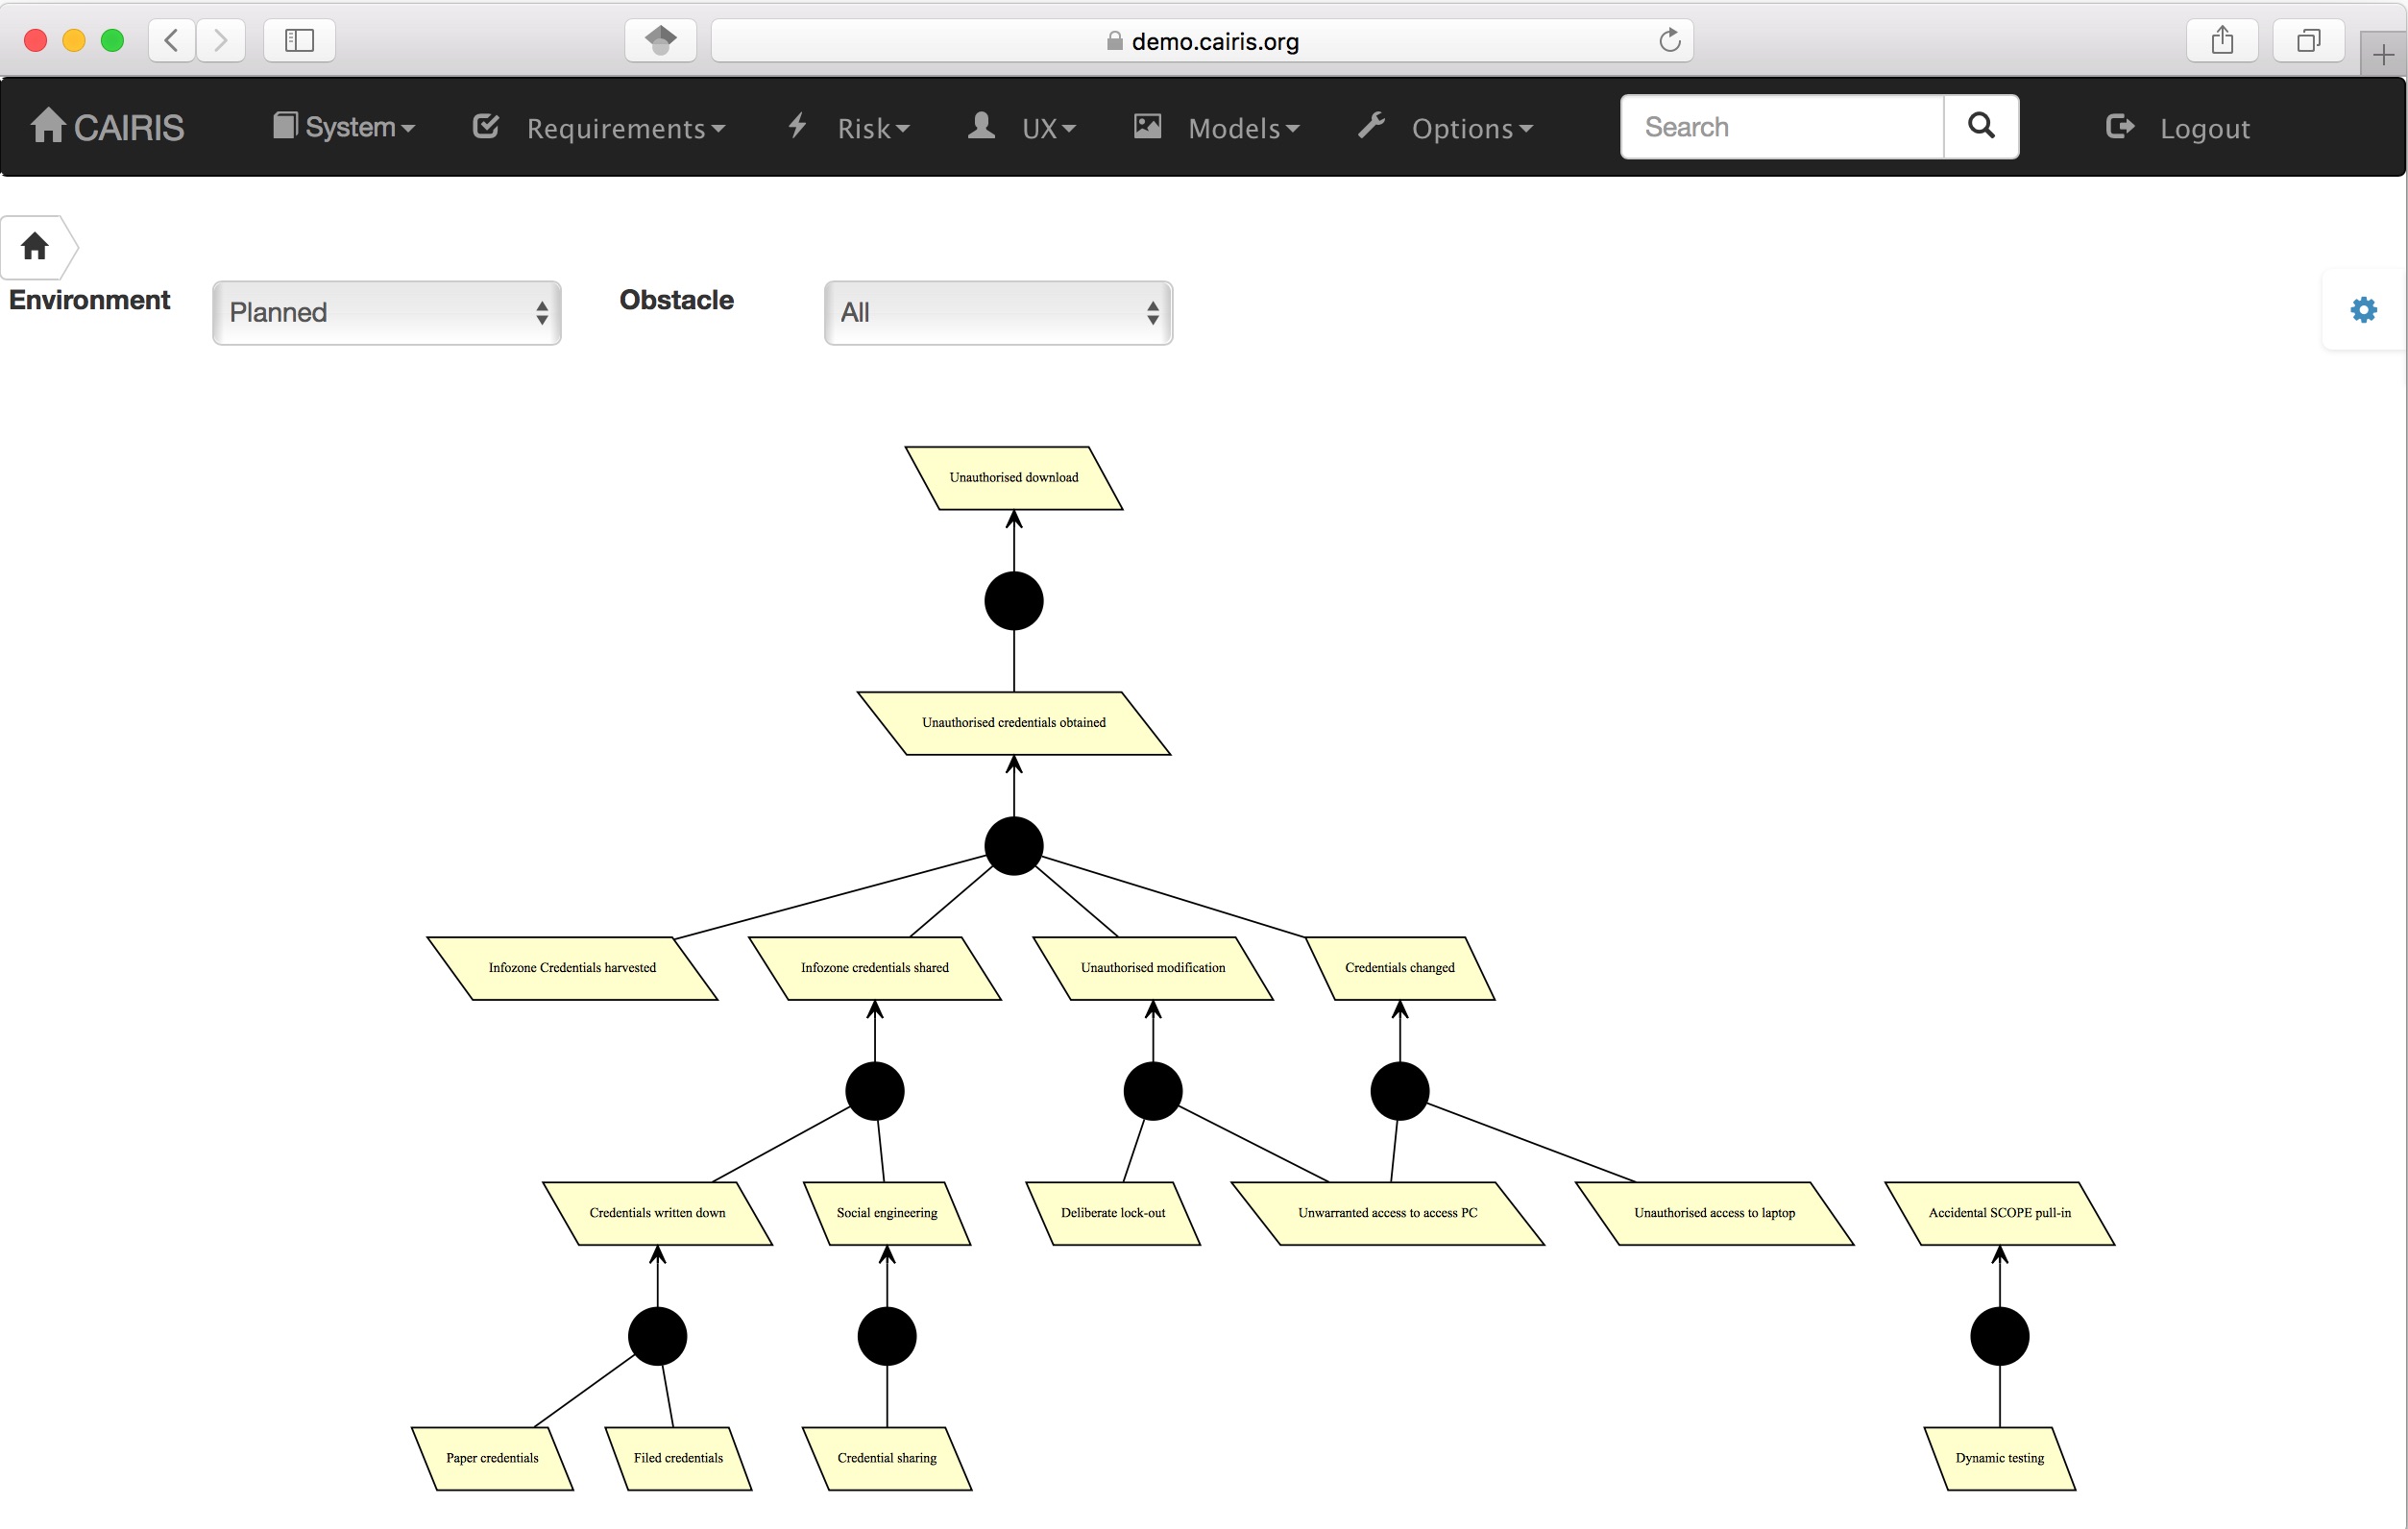 demo.cairis.org
CAIRIS System Requirements Risk UX Models Options Search Logout
Environment Planned Obstacle All
Unauthorised download
Unauthorised credentials obtained
Infozone Credentials harvested Infozone credentials shared Unauthorised modification Credentials changed
Credentials written down Social engineering Deliberate lock-out Unwarranted access to access PC Unauthorised access to laptop Accidental SCOPE pull-in
Paper credentials Filed credentials Credential sharing Dynamic testing